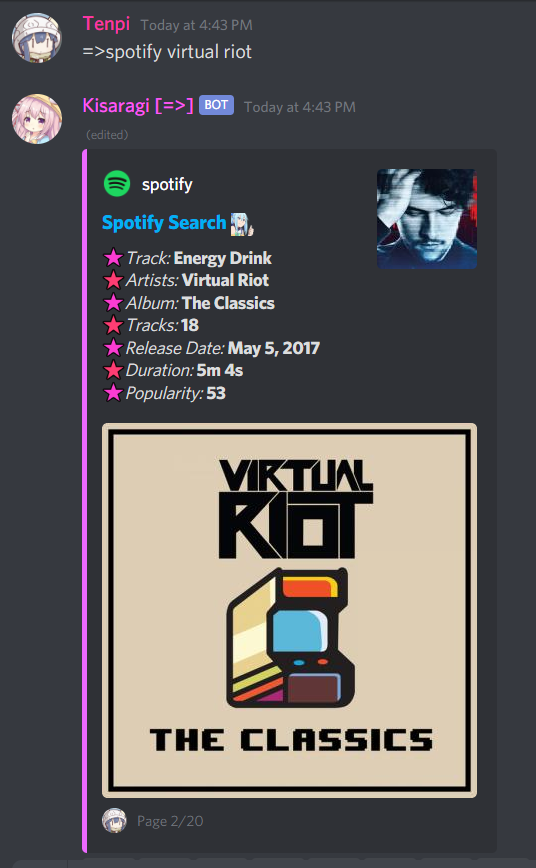 Tenpi Today at 4:43 PM
=>spotify virtual riot
Kisaragi [=>] BOT Today at 4:43 PM
(edited)
spotify
Spotify Search
Track: Energy Drink
Artists: Virtual Riot
Album: The Classics
Tracks: 18
Release Date: May 5, 2017
Duration: 5m 4s
Popularity: 53
VIRTUAL
RIOT
THE CLASSICS
Page 2/20